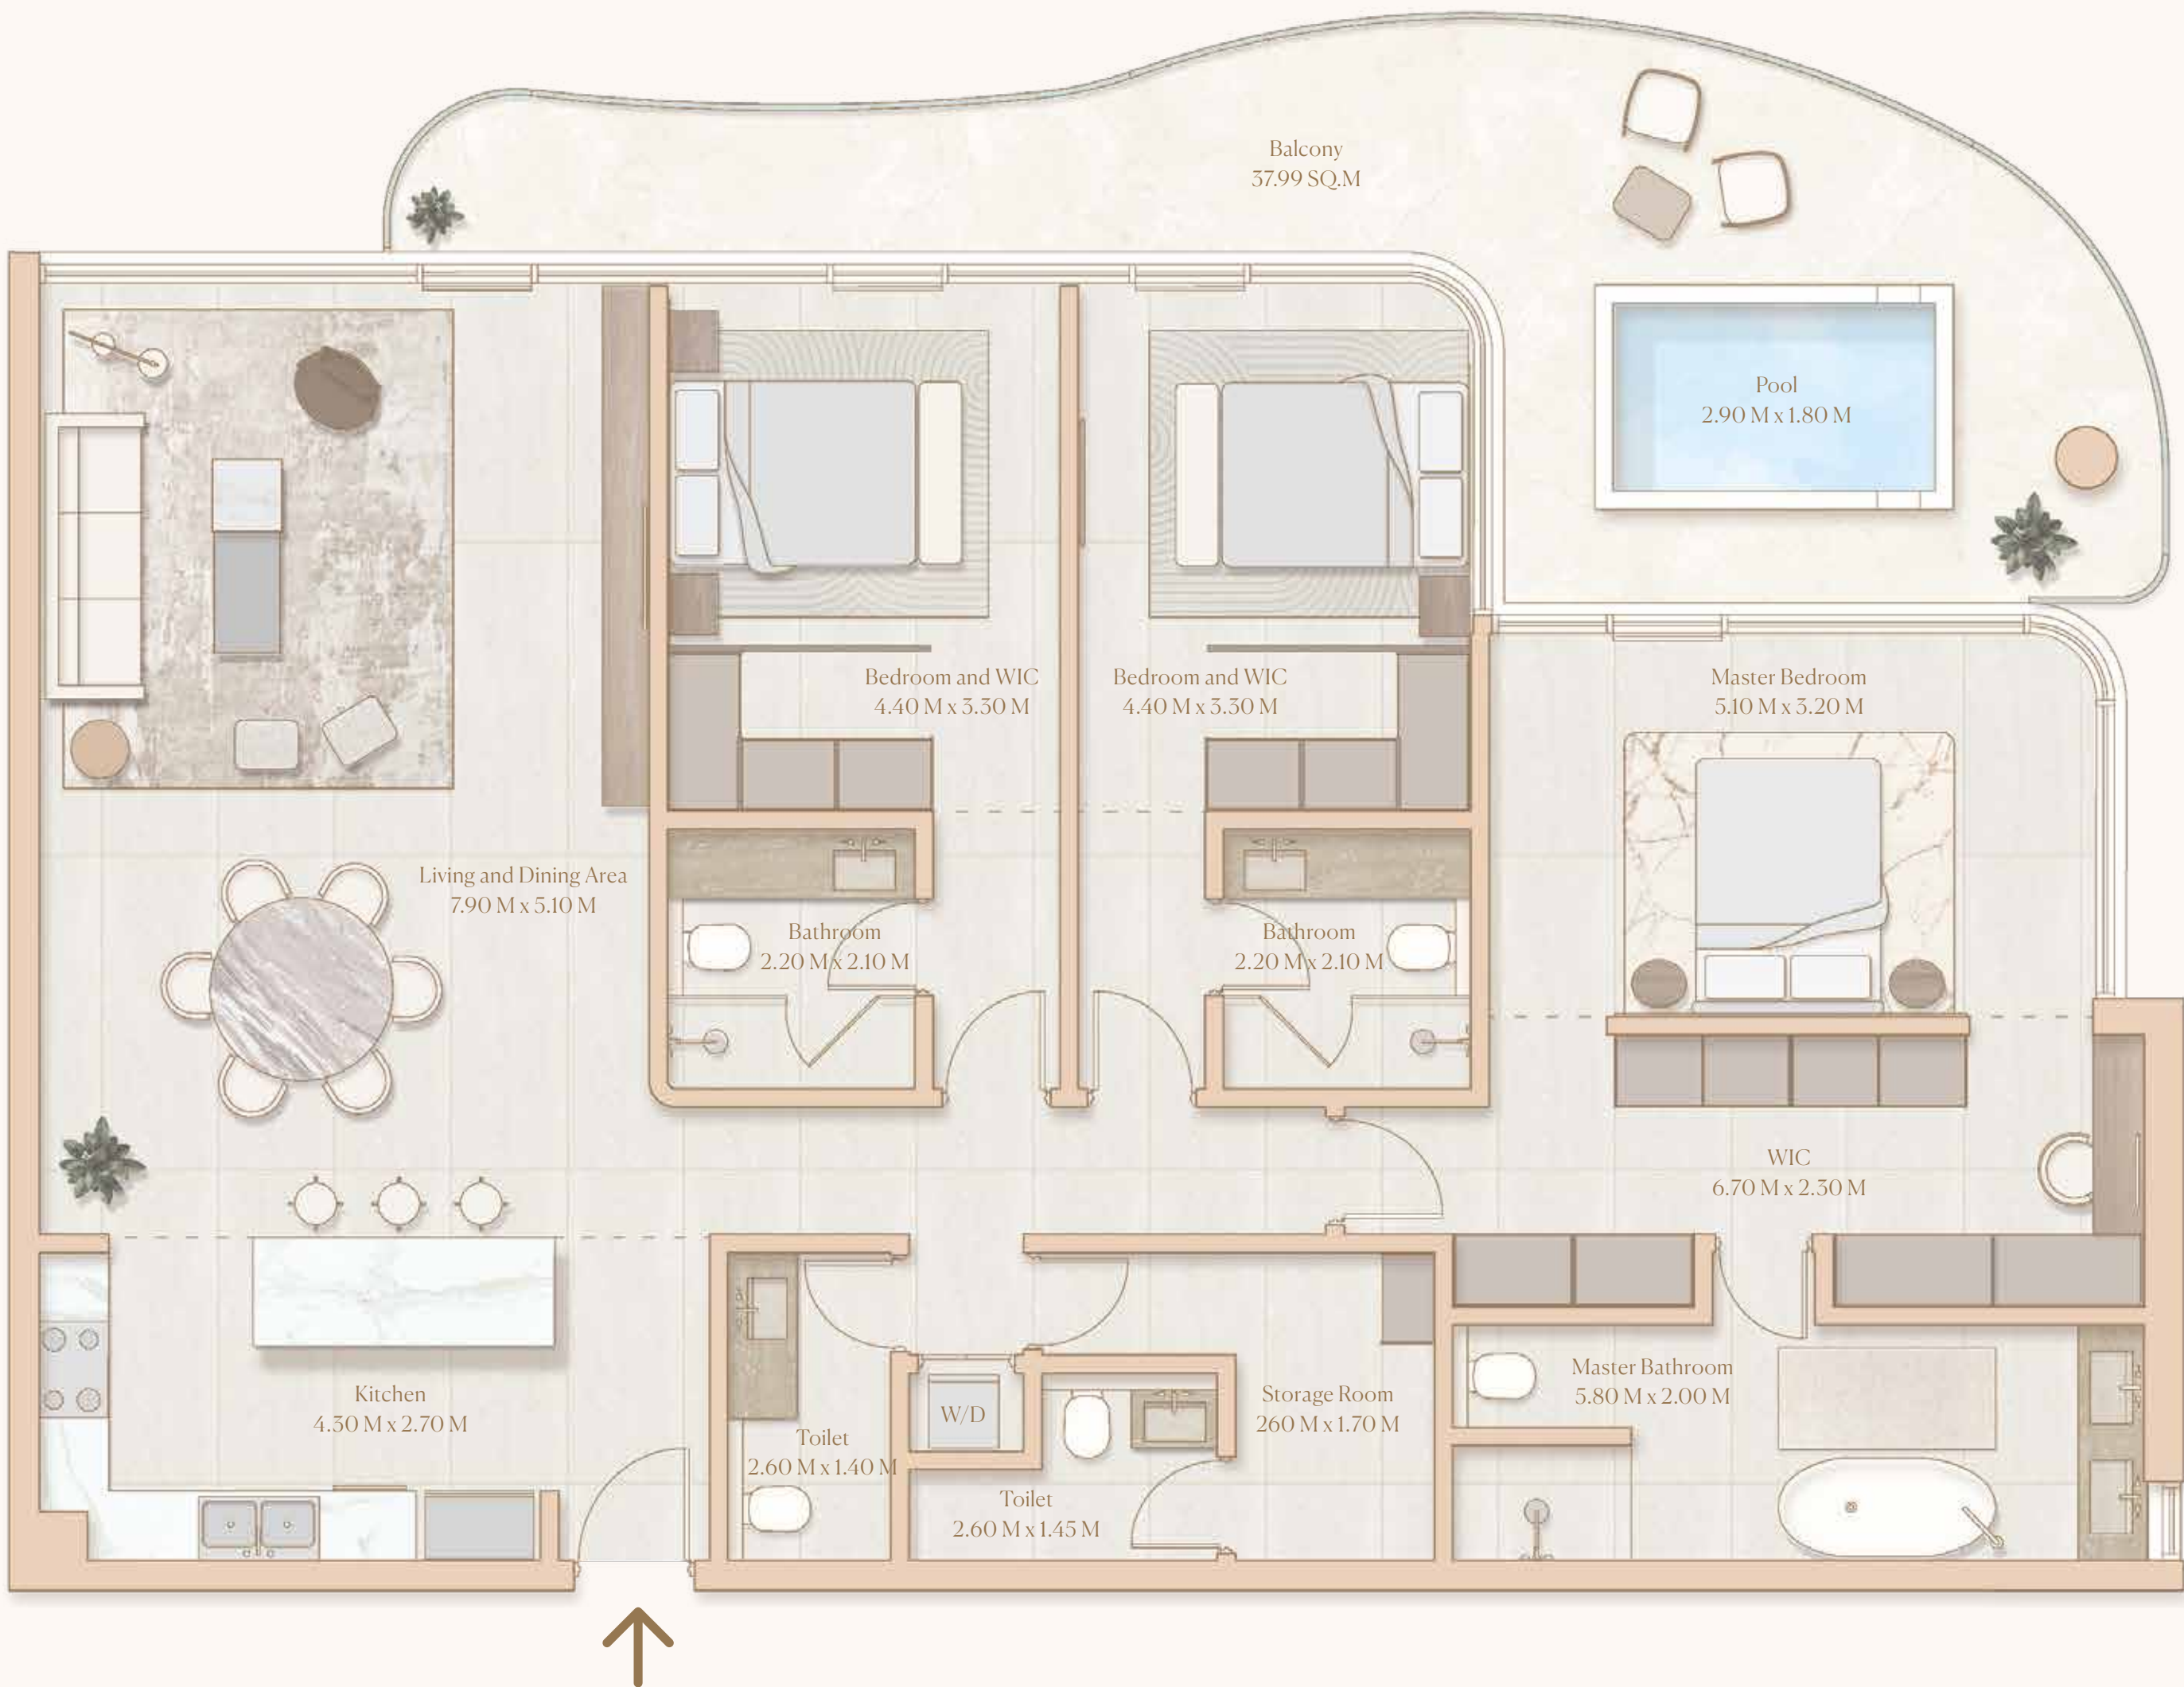 Balcony
37.99 SQ.M
Pool
2.90 M x 1.80 M
Bedroom and WIC
4.40 M x 3.30 M
Bedroom and WIC
4.40 M x 3.30 M
Master Bedroom
5.10 M x 3.20 M
Living and Dining Area
7.90 M x 5.10 M
Bathroom
2.20 M x 2.10 M
Bathroom
2.20 M x 2.10 M
WIC
6.70 M x 2.30 M
Kitchen
4.30 M x 2.70 M
Toilet
2.60 M x 1.40 M
W/D
Toilet
2.60 M x 1.45 M
Storage Room
260 M x 1.70 M
Master Bathroom
5.80 M x 2.00 M